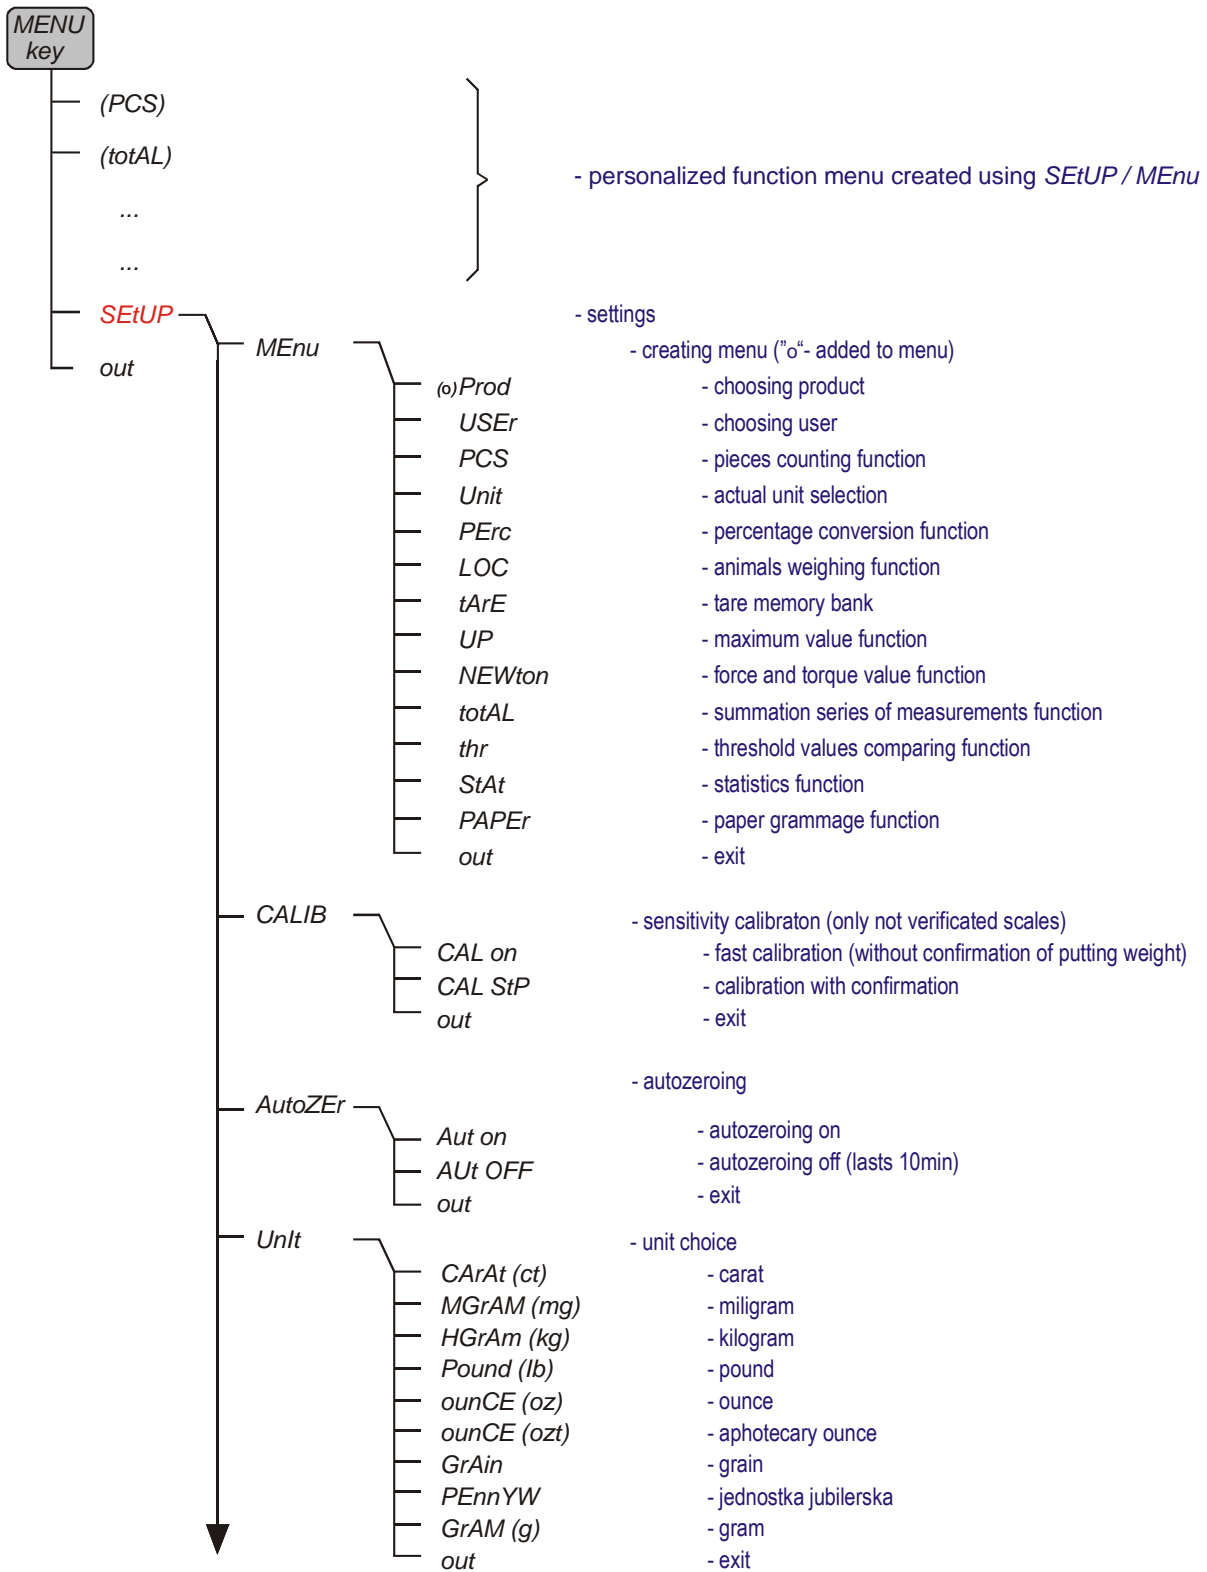 MENU
key
(PCS)
(totAL)
- personalized function menu created using SEtUP / MEnu
...
...
SEtUP - settings
MEnu - creating menu (”o“- added to menu)
out
(o) Prod - choosing product
USEr - choosing user
PCS - pieces counting function
Unit - actual unit selection
PErc - percentage conversion function
LOC - animals weighing function
tArE - tare memory bank
UP - maximum value function
NEWton - force and torque value function
totAL - summation series of measurements function
thr - threshold values comparing function
StAt - statistics function
PAPEr - paper grammage function
out - exit
CALIB - sensitivity calibraton (only not verificated scales)
CAL on - fast calibration (without confirmation of putting weight)
CAL StP - calibration with confirmation
out - exit
AutoZEr - autozeroing
Aut on - autozeroing on
AUt OFF - autozeroing off (lasts 10min)
out - exit
UnIt - unit choice
CArAt (ct) - carat
MGrAM (mg) - miligram
HGrAm (kg) - kilogram
Pound (lb) - pound
ounCE (oz) - ounce
ounCE (ozt) - aphotecary ounce
GrAin - grain
PEnnYW - jednostka jubilerska
GrAM (g) - gram
out - exit